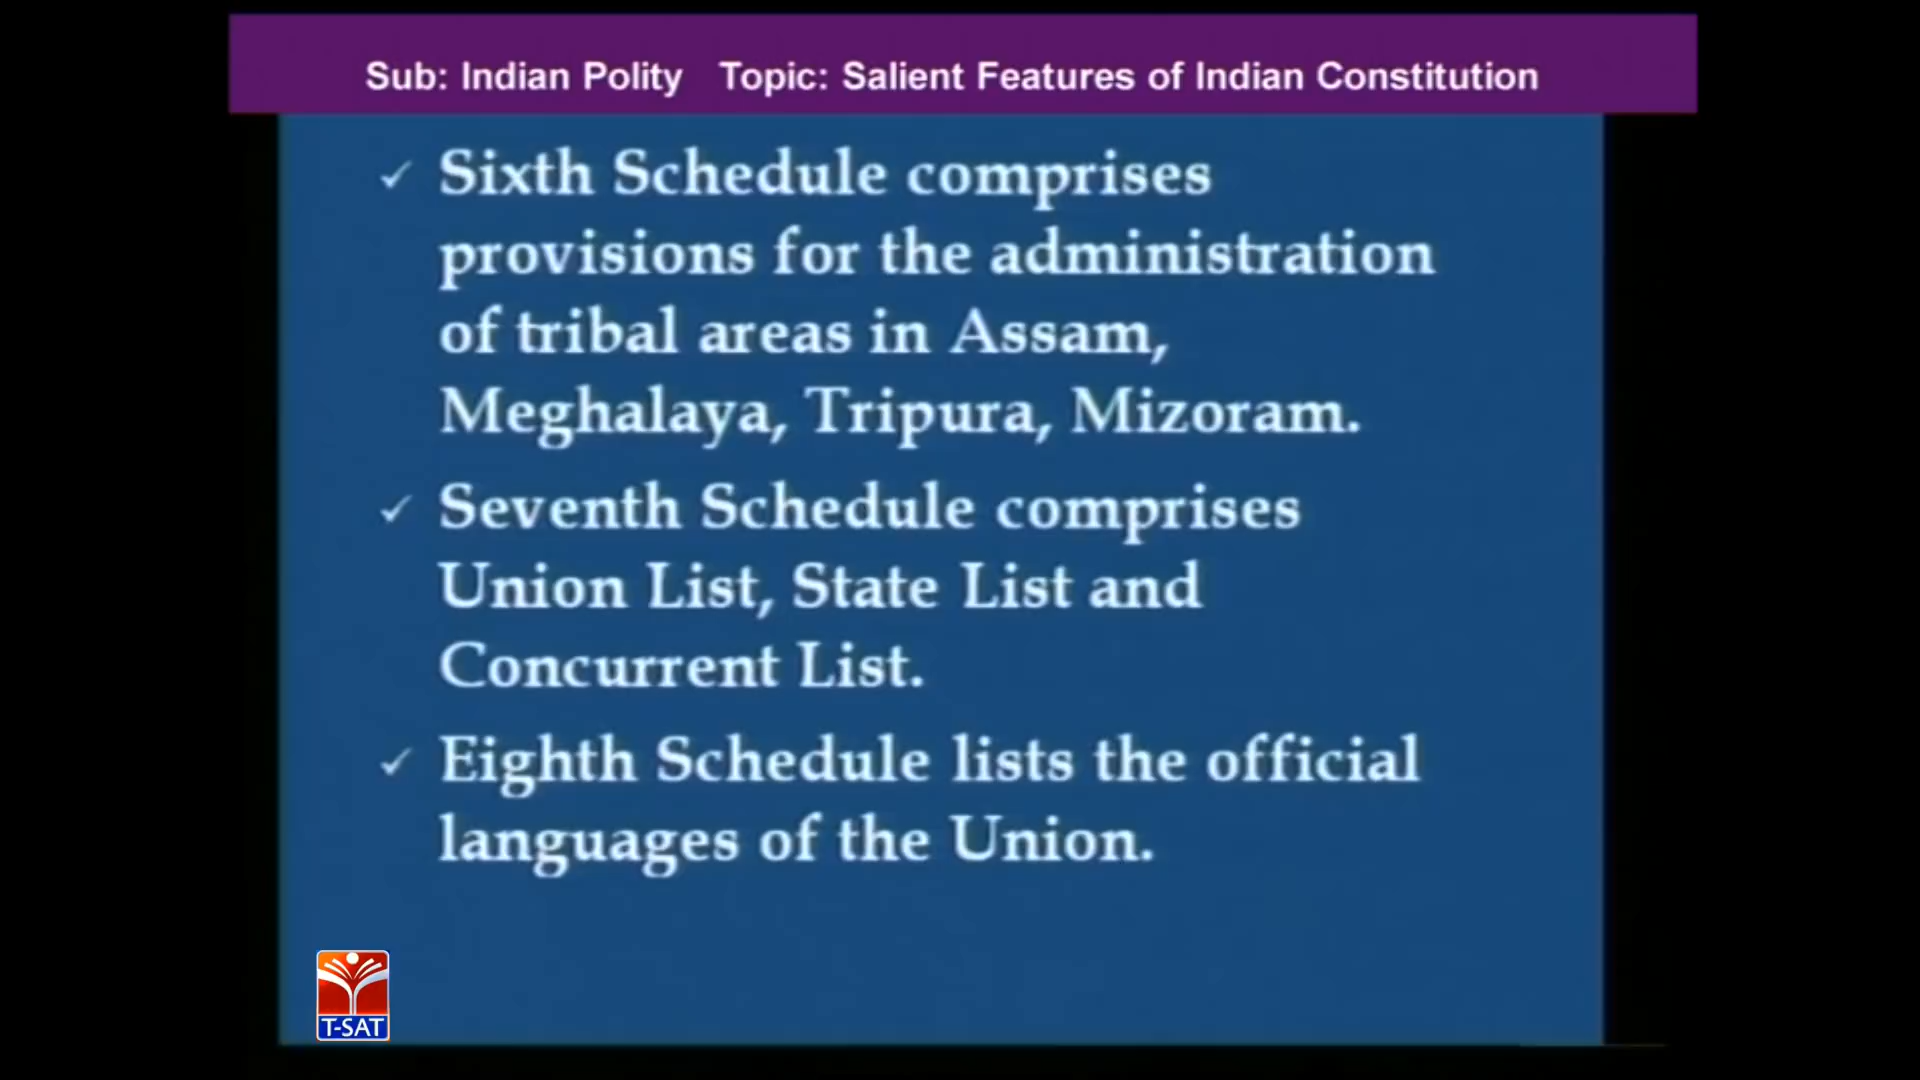 Sub: Indian Polity Topic: Salient Features of Indian Constitution
✓ Sixth Schedule comprises
provisions for the administration
of tribal areas in Assam,
Meghalaya, Tripura, Mizoram.
✓ Seventh Schedule comprises
Union List, State List and
Concurrent List.
✓ Eighth Schedule lists the official
languages of the Union.
T-SAT